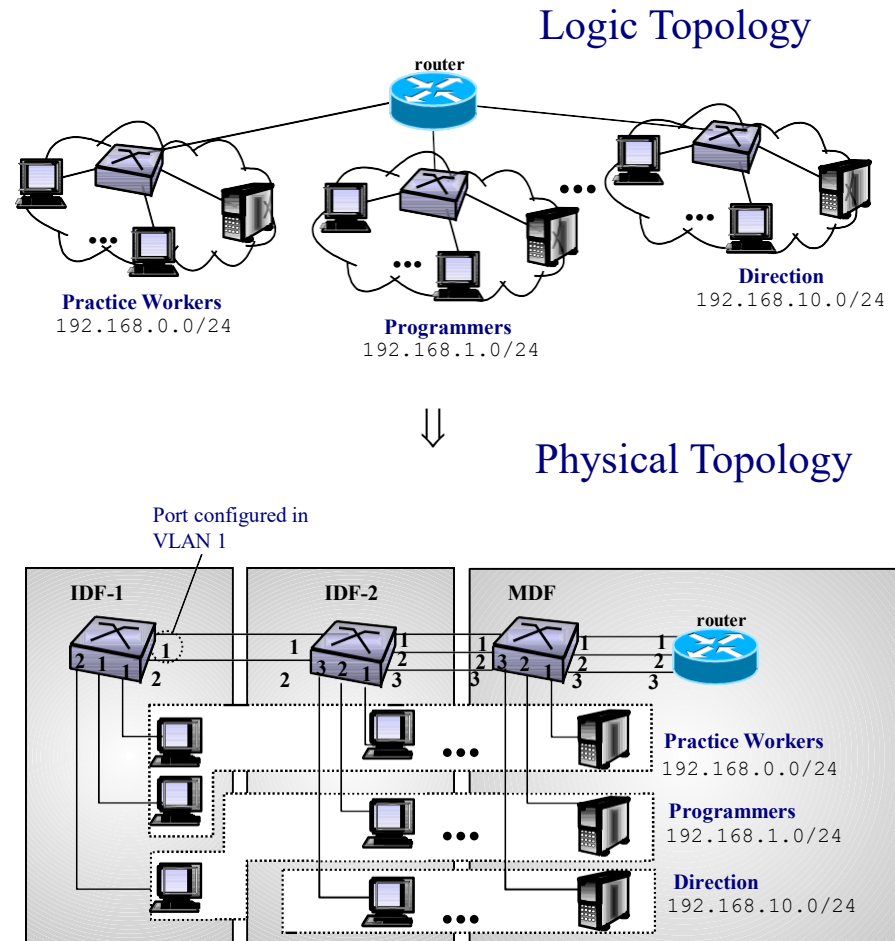 Logic Topology
router
Practice Workers
192.168.0.0/24
Programmers
192.168.1.0/24
Direction
192.168.10.0/24
Physical Topology
Port configured in
VLAN 1
IDF-1
IDF-2
MDF
router
2 1 1
1
2
1
2
3 2 1
1
2
3
1
2
3
3 2 1
1
2
3
1
2
3
Practice Workers
192.168.0.0/24
Programmers
192.168.1.0/24
Direction
192.168.10.0/24